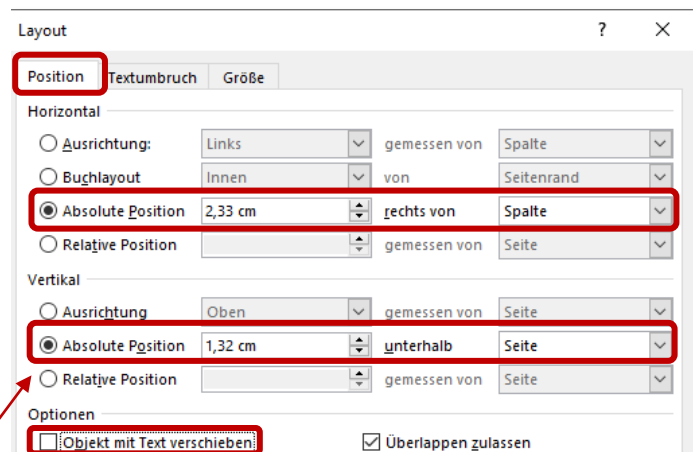 Layout ? ×
Position Textumbruch Größe
Horizontal
Ausrichtung: Links gemessen von Spalte
Buchlayout Innen von Seitenrand
Absolute Position 2,33 cm rechts von Spalte
Relative Position gemessen von Seite
Vertikal
Ausrichtung Oben gemessen von Seite
Absolute Position 1,32 cm unterhalb Seite
Relative Position gemessen von Seite
Optionen
Objekt mit Text verschieben Überlappen zulassen